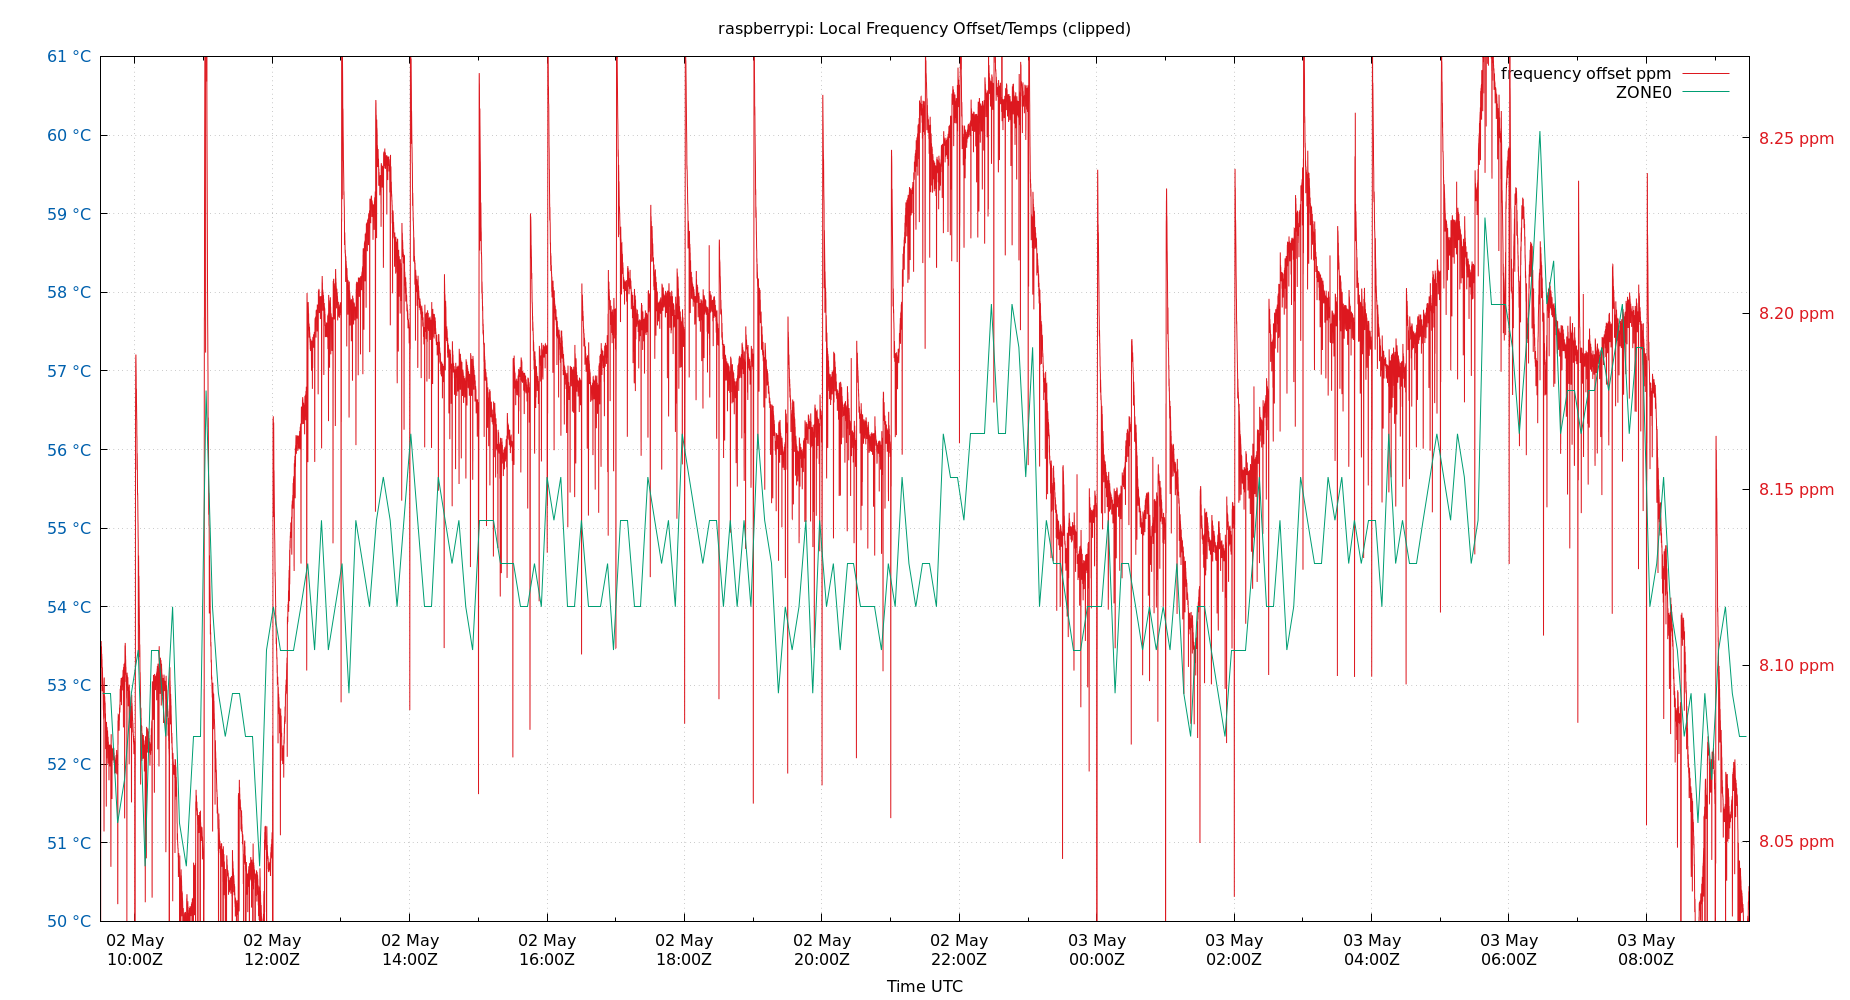 raspberrypi: Local Frequency Offset/Temps (clipped)
frequency offset ppm
ZONE0
61 °C
60 °C
59 °C
58 °C
57 °C
56 °C
55 °C
54 °C
53 °C
52 °C
51 °C
50 °C
8.25 ppm
8.20 ppm
8.15 ppm
8.10 ppm
8.05 ppm
02 May 02 May 02 May 02 May 02 May 02 May 02 May 03 May 03 May 03 May 03 May 03 May
10:00Z 12:00Z 14:00Z 16:00Z 18:00Z 20:00Z 22:00Z 00:00Z 02:00Z 04:00Z 06:00Z 08:00Z
Time UTC